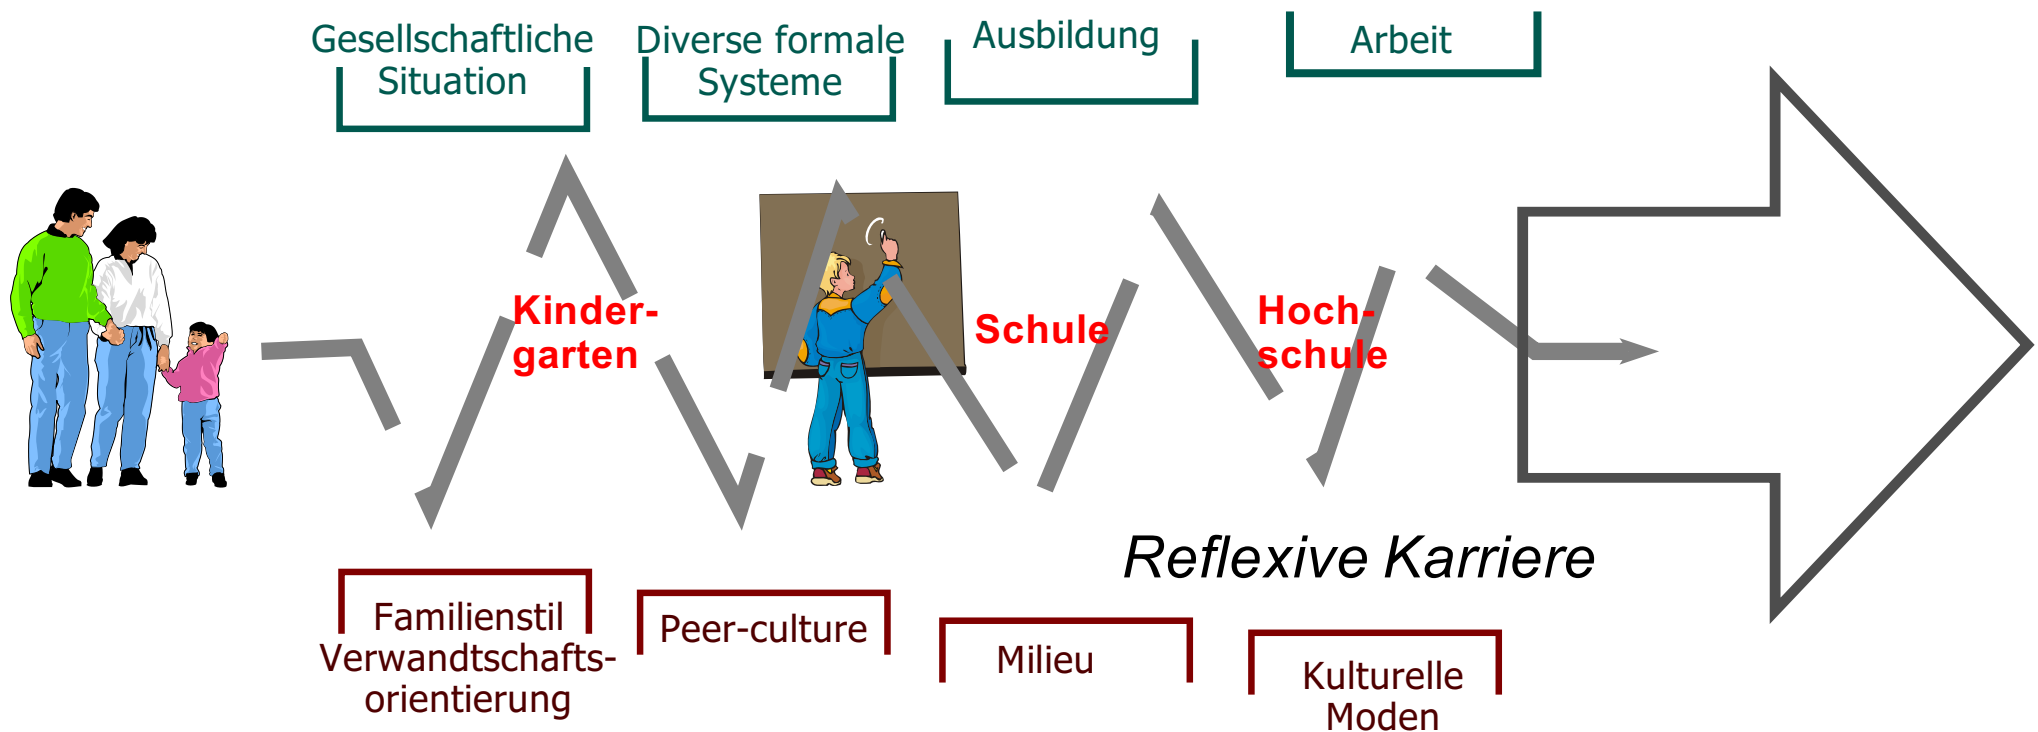 Gesellschaftliche
Situation
Diverse formale
Systeme
Ausbildung
Arbeit
Kinder-
garten
Schule
Hoch-
schule
Reflexive Karriere
Familienstil
Verwandtschafts-
orientierung
Peer-culture
Milieu
Kulturelle
Moden